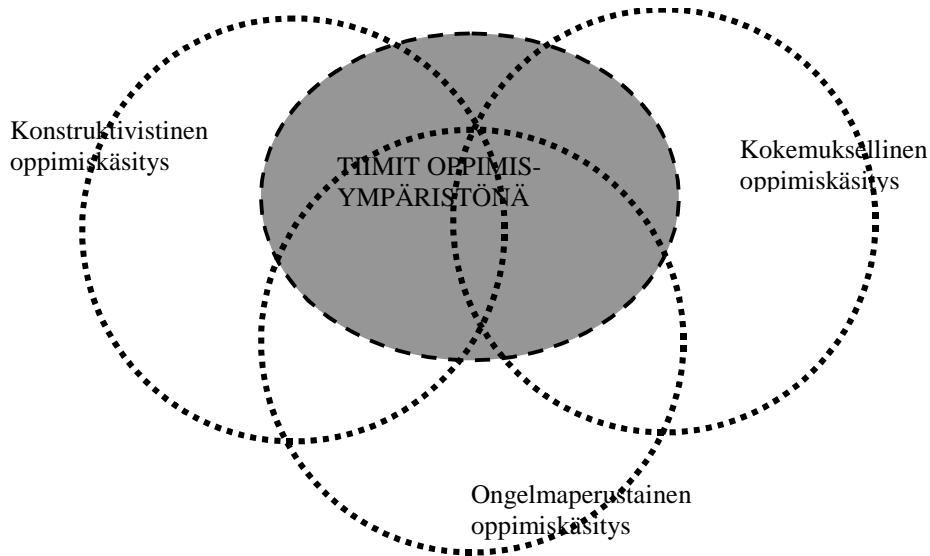 Konstruktivistinen
oppimiskäsitys
TIIMIT OPPIMIS-
YMPÄRISTÖNÄ
Kokemuksellinen
oppimiskäsitys
Ongelmaperustainen
oppimiskäsitys